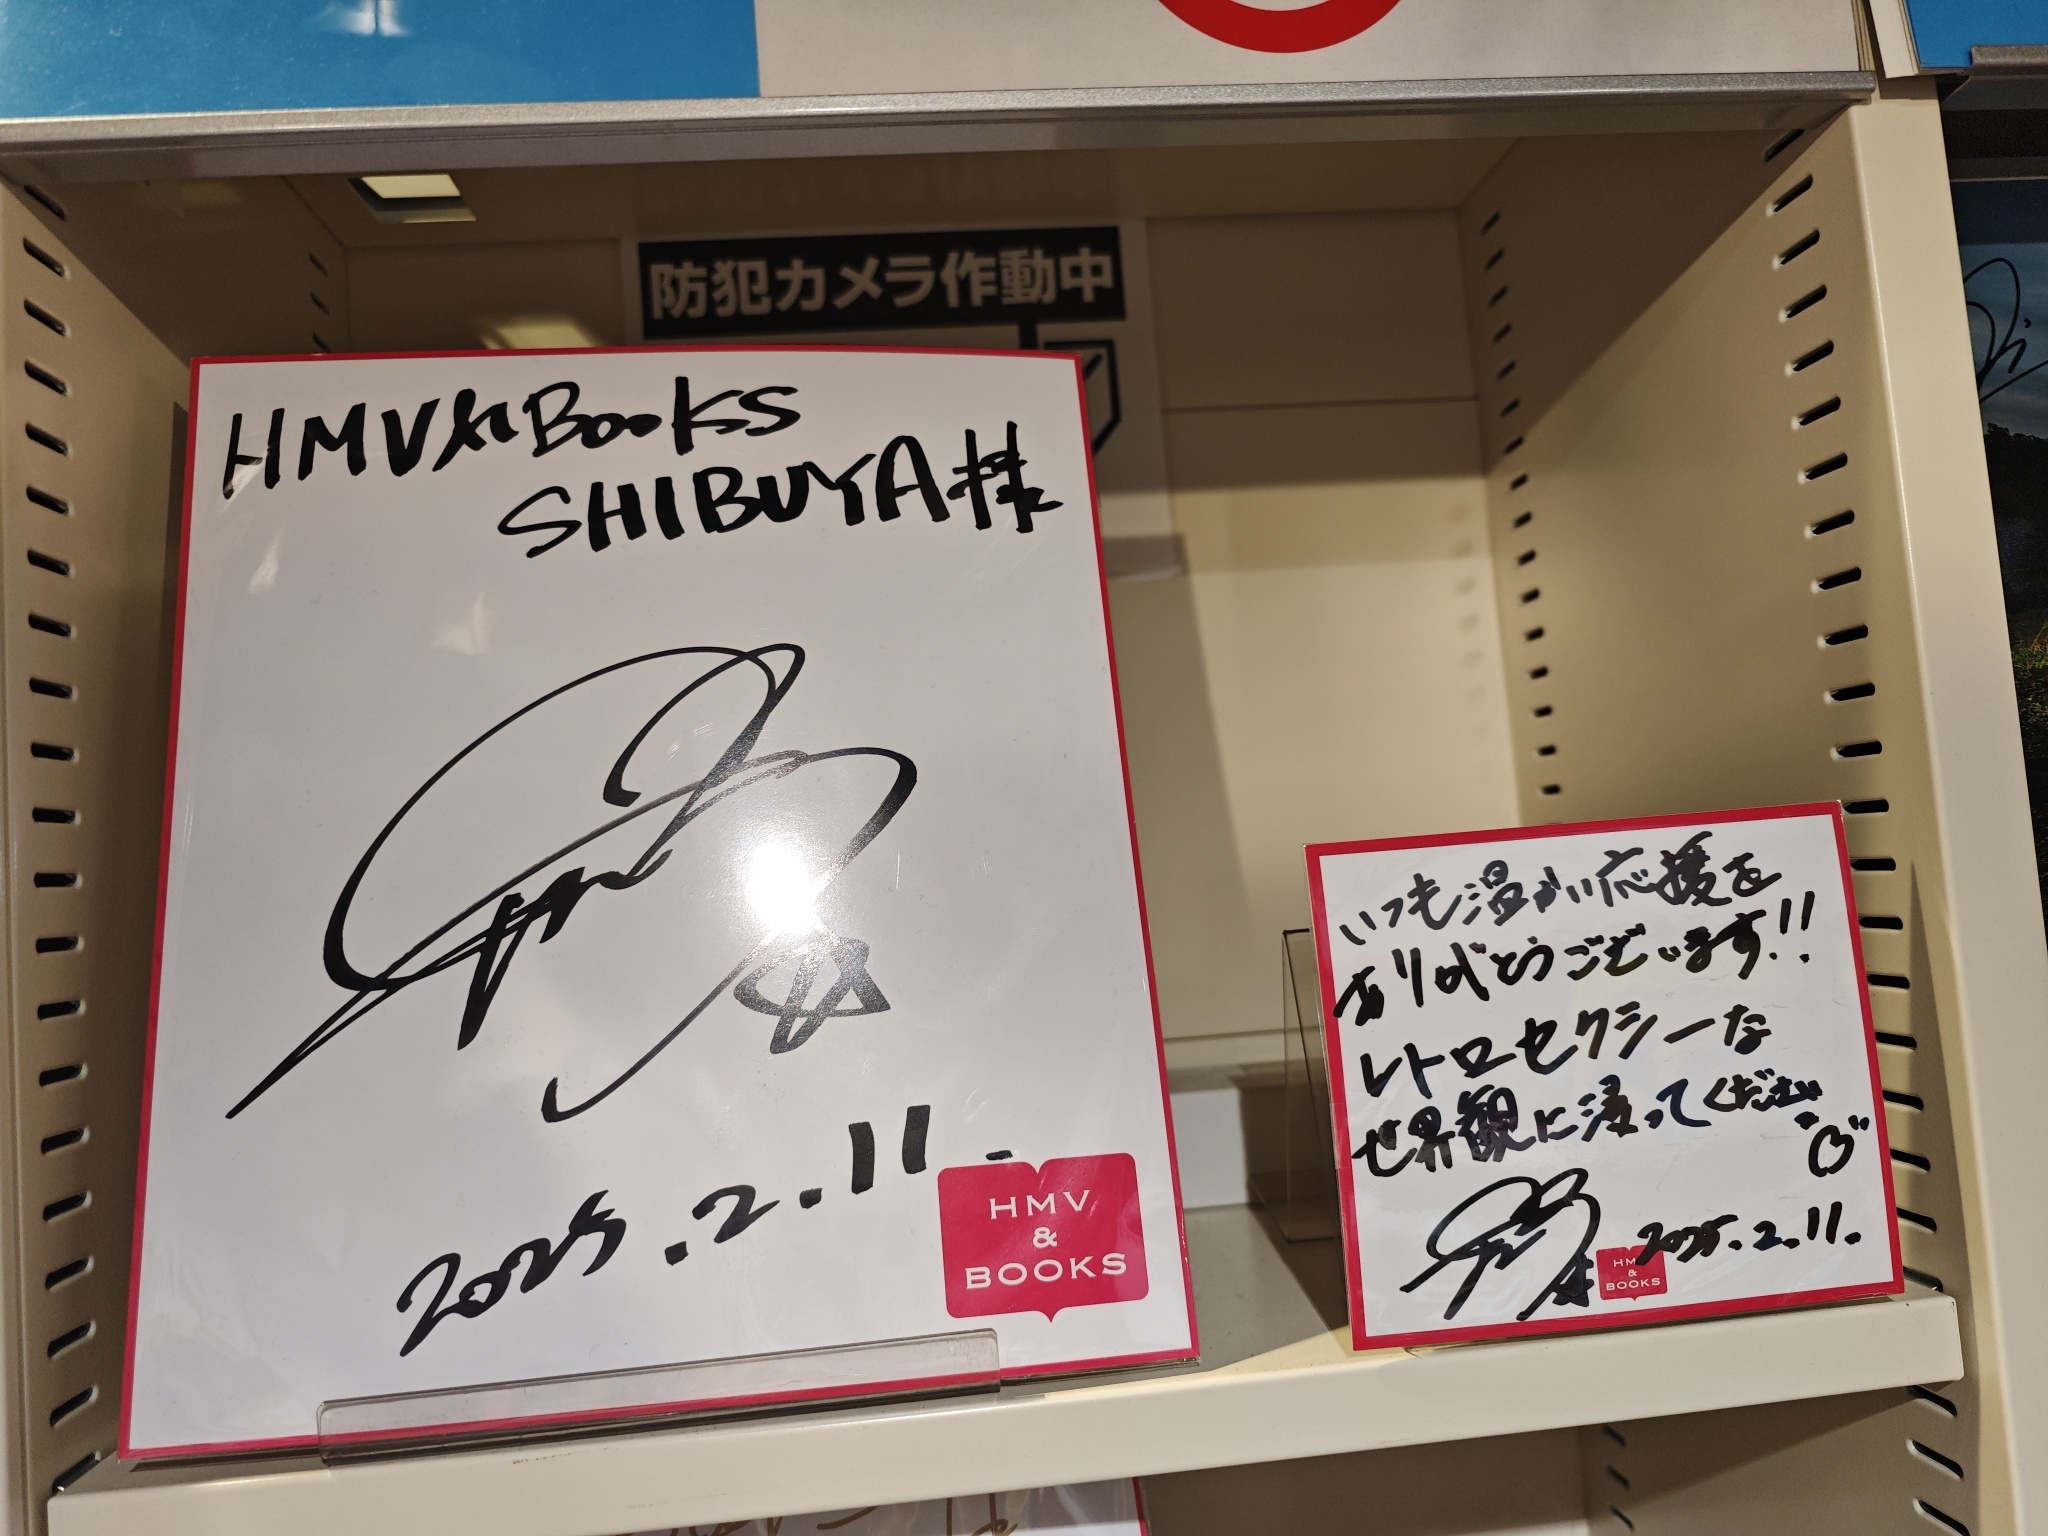 防犯カメラ作動中
HMV&Books
SHIBUYA様
2025.2.11.
HMV
&
BOOKS
いつも温かい応援を
ありがとうございます!!
レトロセクシーな
世界観に浸ってください
2025.2.11.
HMV
&
BOOKS